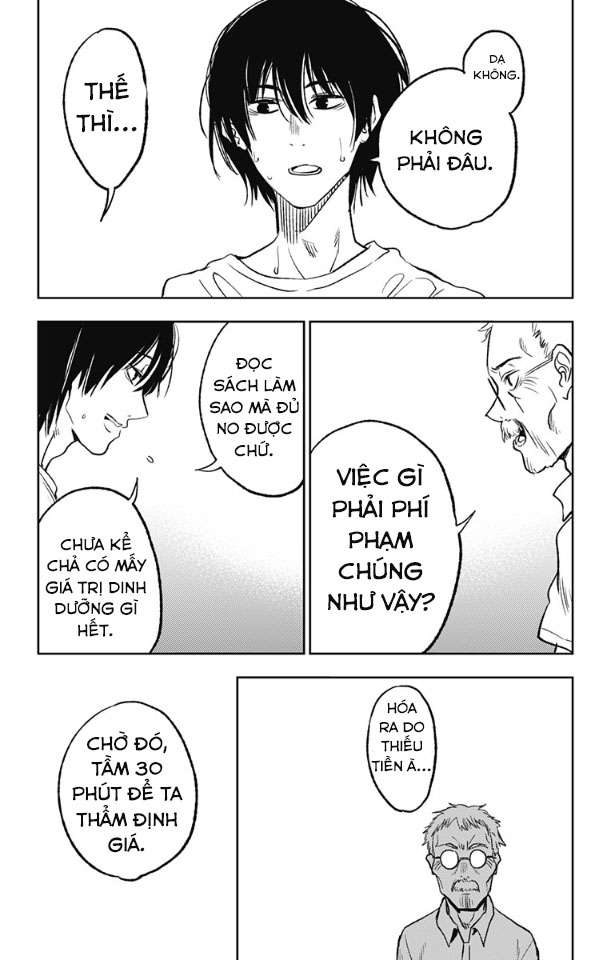 DẠ
KHÔNG.
KHÔNG
PHẢI ĐÂU.
THẾ
THÌ...
VIỆC GÌ
PHẢI PHÍ
PHẠM
CHÚNG
NHƯ VẬY?
ĐỌC
SÁCH LÀM
SAO MÀ ĐỦ
NO ĐƯỢC
CHỨ.
CHƯA KỂ
CHẢ CÓ MẤY
GIÁ TRỊ DINH
DƯỠNG GÌ
HẾT.
HÓA
RA DO
THIẾU
TIỀN Ă...
CHỜ ĐÓ,
TẦM 30
PHÚT ĐỂ TA
THẨM ĐỊNH
GIÁ.